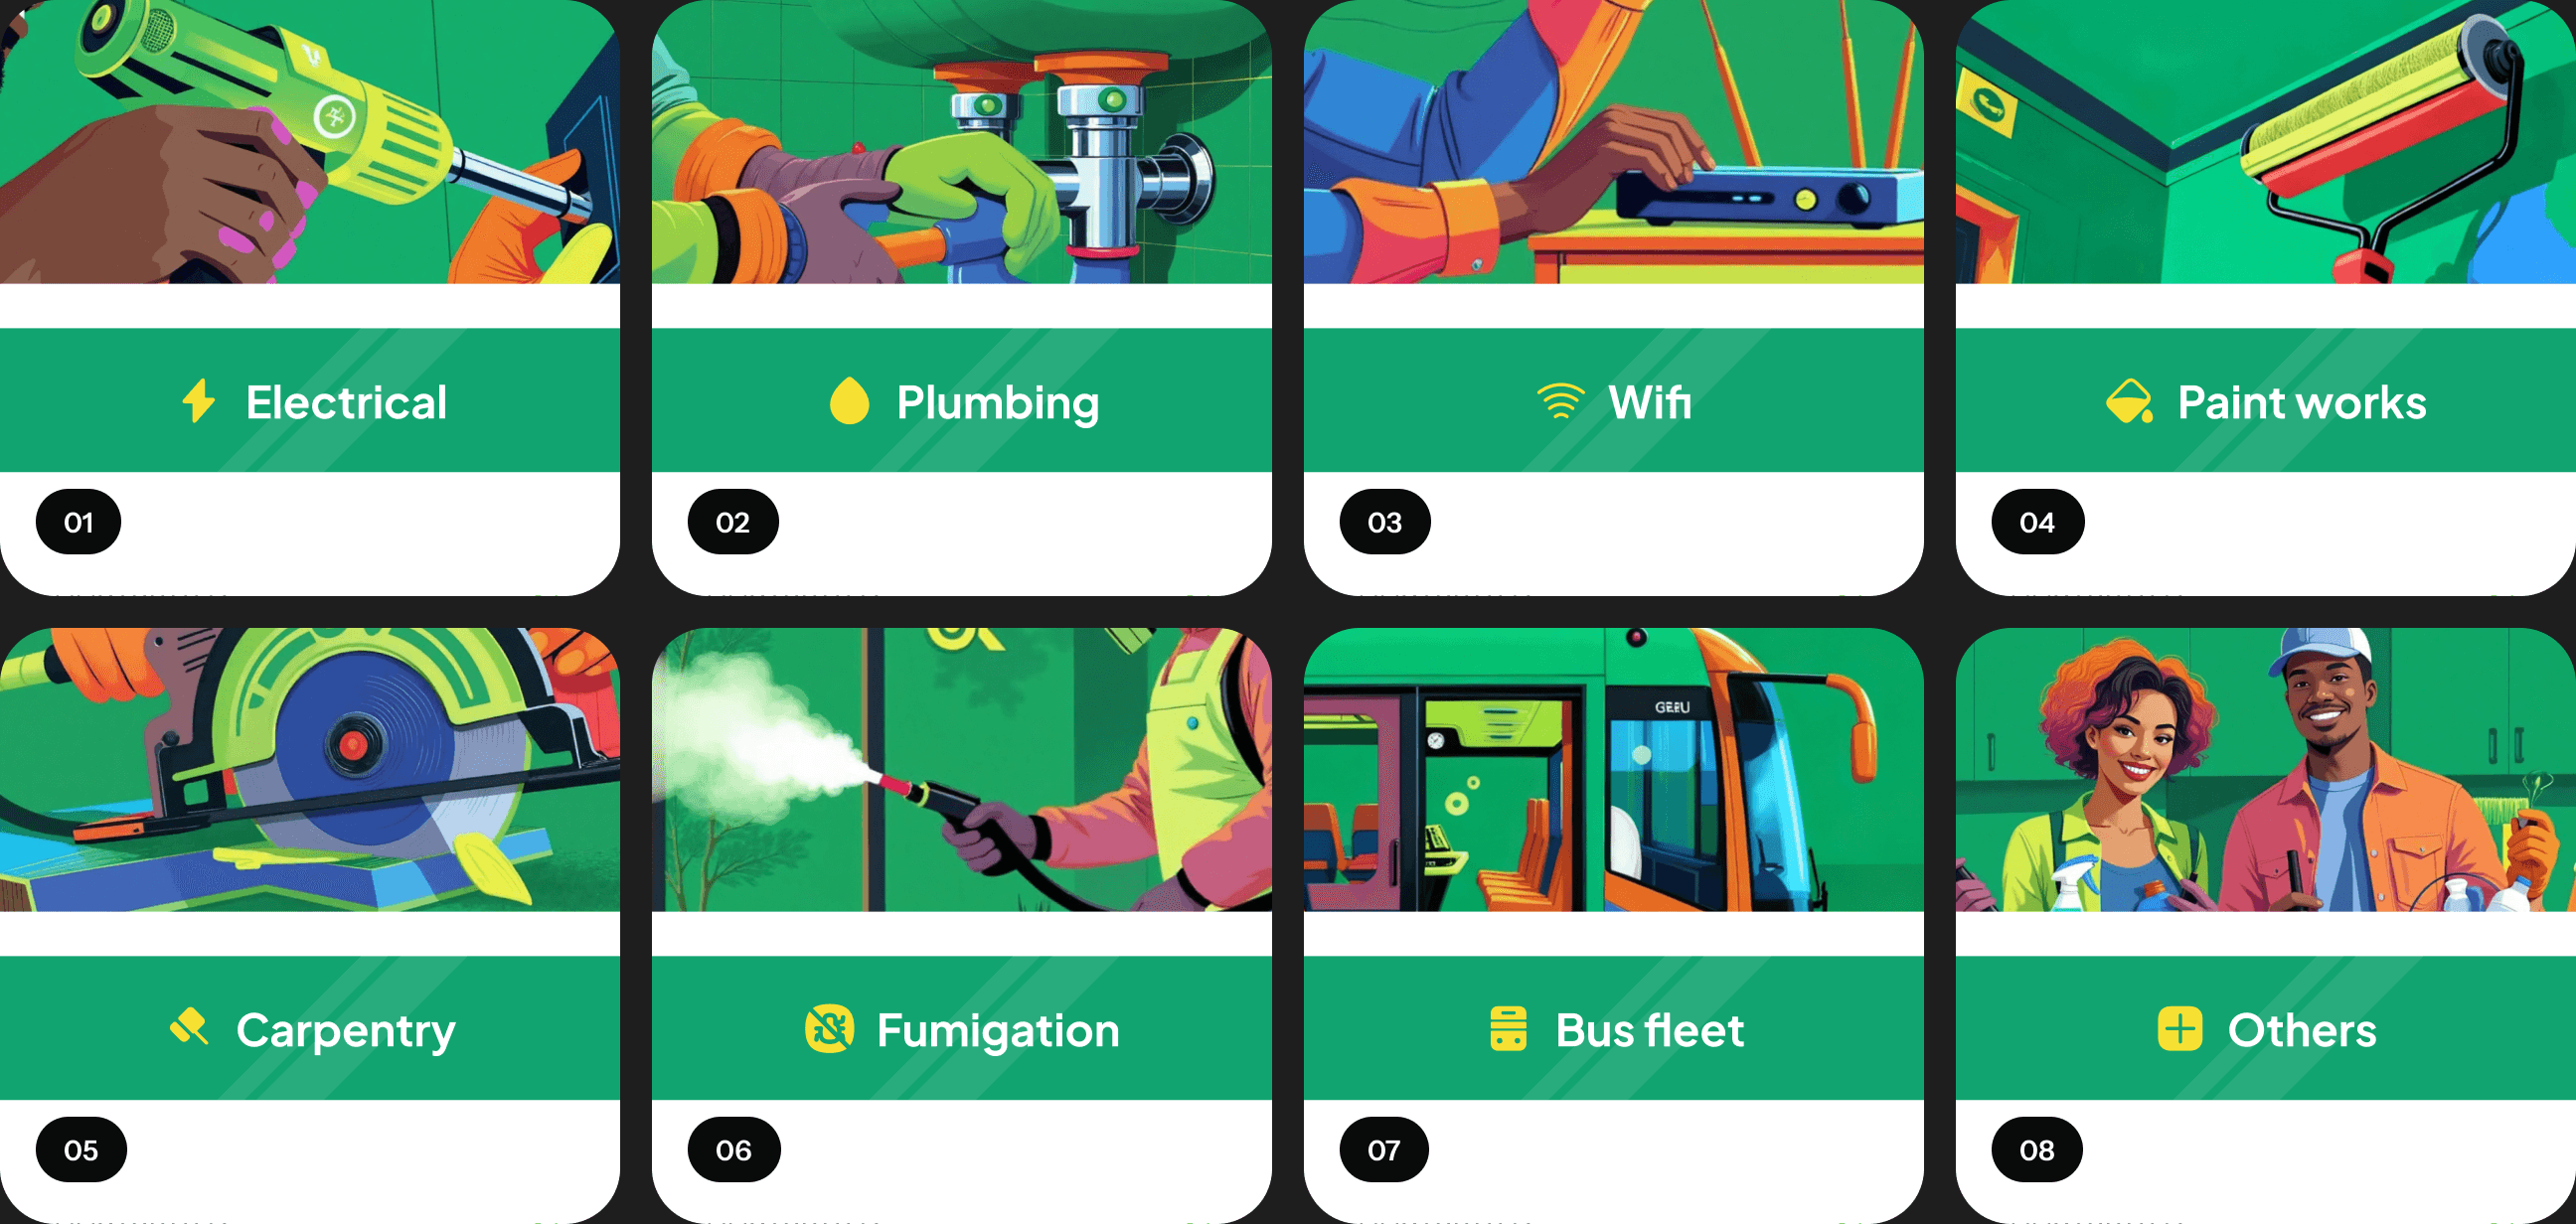 Electrical
01
Plumbing
02
Wifi
03
Paint works
04
Carpentry
05
Fumigation
06
GEEU
Bus fleet
07
Others
08